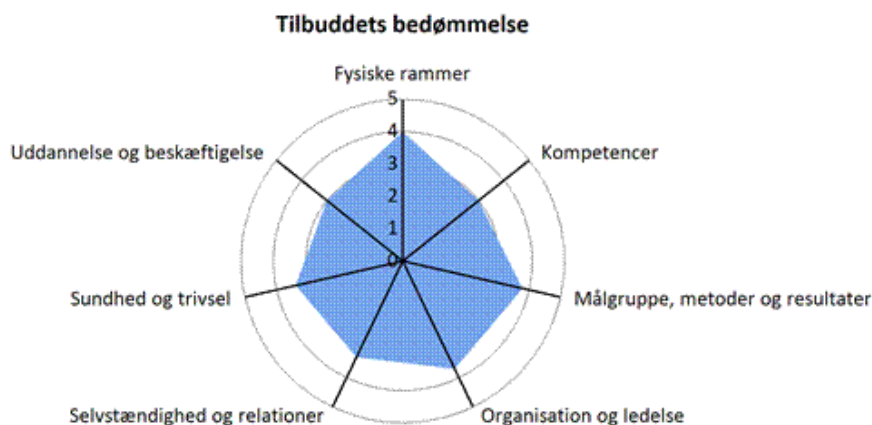 Tilbuddets bedømmelse
Fysiske rammer
5
4
3
2
1
0
Uddannelse og beskæftigelse
Kompetencer
Sundhed og trivsel
Målgruppe, metoder og resultater
Selvstændighed og relationer
Organisation og ledelse